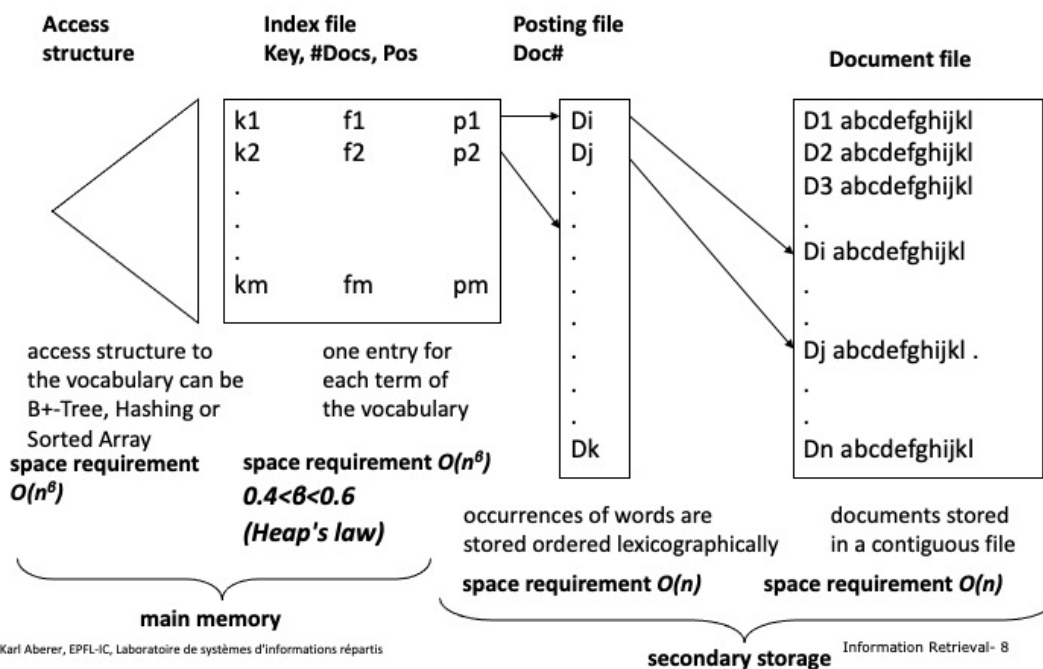 Access
structure
Index file
Key, #Docs, Pos
Posting file
Doc#
Document file
k1 f1 p1
k2 f2 p2
.
.
.
km fm pm
Di
Dj
.
.
.
.
.
.
.
.
Dk
D1 abcdefghijkl
D2 abcdefghijkl
D3 abcdefghijkl
.
Di abcdefghijkl
.
.
Dj abcdefghijkl .
.
.
Dn abcdefghijkl
access structure to
the vocabulary can be
B+-Tree, Hashing or
Sorted Array
space requirement
O(nᵝ)
one entry for
each term of
the vocabulary
space requirement O(nᵝ)
0.4<β<0.6
(Heap's law)
occurrences of words are
stored ordered lexicographically
space requirement O(n)
documents stored
in a contiguous file
space requirement O(n)
main memory
secondary storage
Karl Aberer, EPFL-IC, Laboratoire de systèmes d'informations répartis
Information Retrieval- 8